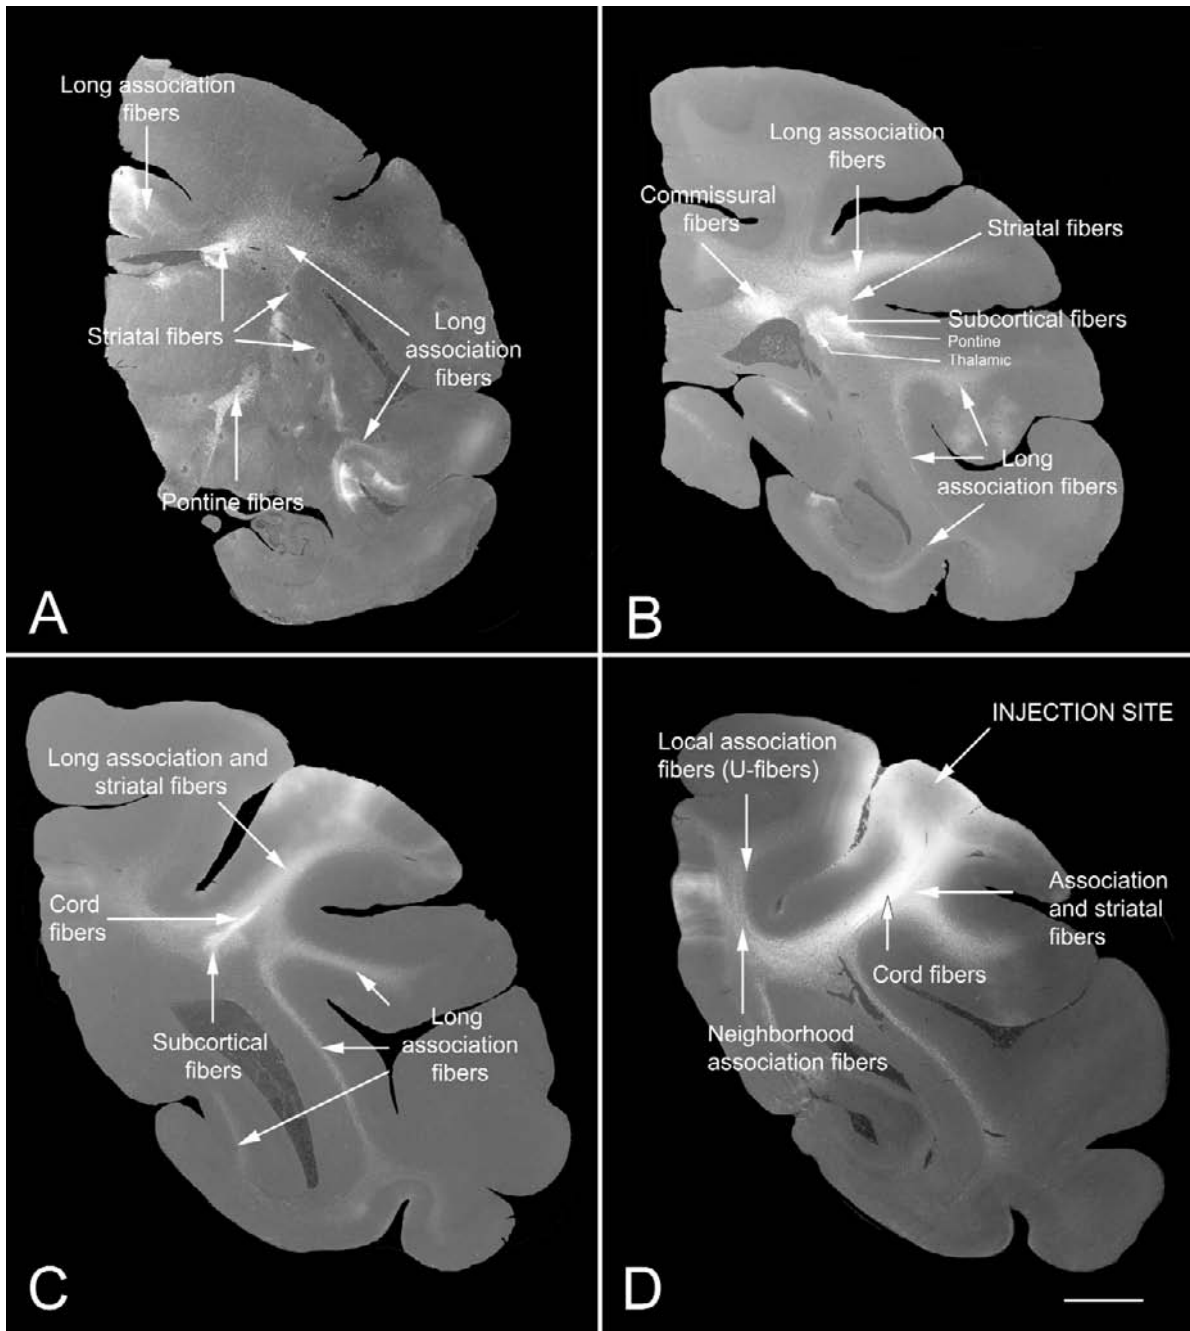 Long association
fibers
Striatal fibers
Long
association
fibers
Pontine fibers
A
Long association
fibers
Commissural
fibers
Striatal fibers
Subcortical fibers
Pontine
Thalamic
Long
association fibers
B
Long association and
striatal fibers
Cord
fibers
Subcortical
fibers
Long
association
fibers
C
INJECTION SITE
Local association
fibers (U-fibers)
Association
and striatal
fibers
Cord fibers
Neighborhood
association fibers
D